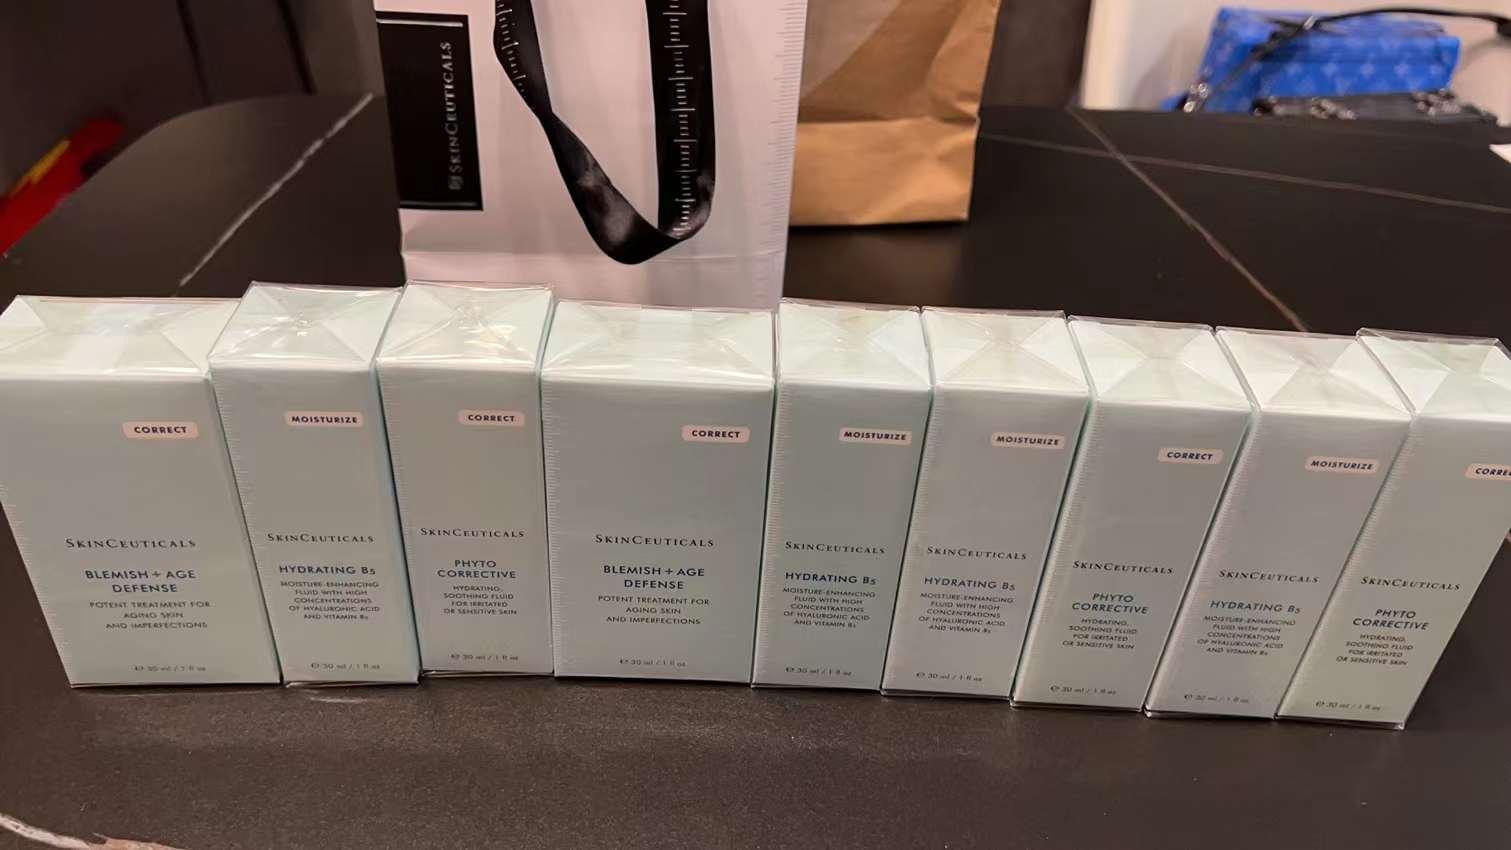 SKINCEUTICALS
CORRECT
SKINCEUTICALS
BLEMISH + AGE
DEFENSE
POTENT TREATMENT FOR
AGING SKIN
AND IMPERFECTIONS
℮ 30 ml / 1 fl oz
MOISTURIZE
SKINCEUTICALS
HYDRATING B5
MOISTURE-ENHANCING
FLUID WITH HIGH
CONCENTRATIONS
OF HYALURONIC ACID
AND VITAMIN B5
℮ 30 ml / 1 fl oz
CORRECT
SKINCEUTICALS
PHYTO
CORRECTIVE
HYDRATING,
SOOTHING FLUID
FOR IRRITATED
OR SENSITIVE SKIN
℮ 30 ml / 1 fl oz
CORRECT
SKINCEUTICALS
BLEMISH + AGE
DEFENSE
POTENT TREATMENT FOR
AGING SKIN
AND IMPERFECTIONS
℮ 30 ml / 1 fl oz
MOISTURIZE
SKINCEUTICALS
HYDRATING B5
MOISTURE-ENHANCING
FLUID WITH HIGH
CONCENTRATIONS
OF HYALURONIC ACID
AND VITAMIN B5
℮ 30 ml / 1 fl oz
MOISTURIZE
SKINCEUTICALS
HYDRATING B5
MOISTURE-ENHANCING
FLUID WITH HIGH
CONCENTRATIONS
OF HYALURONIC ACID
AND VITAMIN B5
℮ 30 ml / 1 fl oz
CORRECT
SKINCEUTICALS
PHYTO
CORRECTIVE
HYDRATING,
SOOTHING FLUID
FOR IRRITATED
OR SENSITIVE SKIN
℮ 30 ml / 1 fl oz
MOISTURIZE
SKINCEUTICALS
HYDRATING B5
MOISTURE-ENHANCING
FLUID WITH HIGH
CONCENTRATIONS
OF HYALURONIC ACID
AND VITAMIN B5
℮ 30 ml / 1 fl oz
CORRE
SKINCEUTICALS
PHYTO
CORRECTIVE
HYDRATING,
SOOTHING FLUID
FOR IRRITATED
OR SENSITIVE SKIN
℮ 30 ml / 1 fl oz